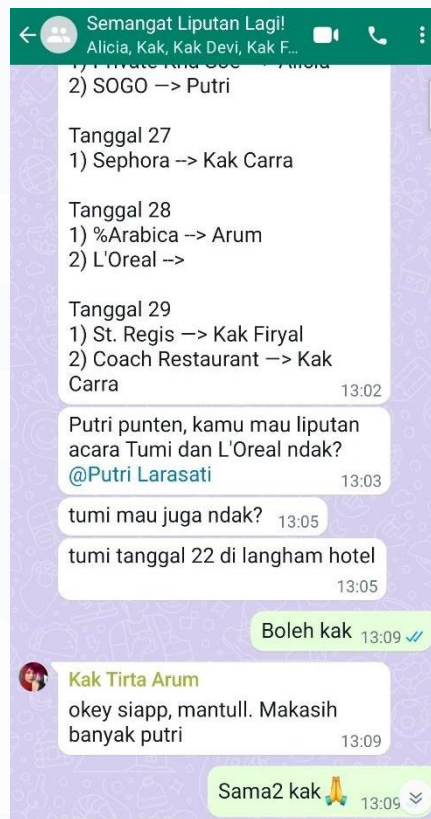 Semangat Liputan Lagi!
Alicia, Kak, Kak Devi, Kak F...
2) SOGO —> Putri
Tanggal 27
1) Sephora --> Kak Carra
Tanggal 28
1) %Arabica --> Arum
2) L'Oreal -->
Tanggal 29
1) St. Regis —> Kak Firyal
2) Coach Restaurant —> Kak
Carra
13:02
Putri punten, kamu mau liputan
acara Tumi dan L'Oreal ndak?
@Putri Larasati 13:03
tumi mau juga ndak? 13:05
tumi tanggal 22 di langham hotel
13:05
Boleh kak 13:09
Kak Tirta Arum
okey siapp, mantull. Makasih
banyak putri 13:09
Sama2 kak🙏 13:09